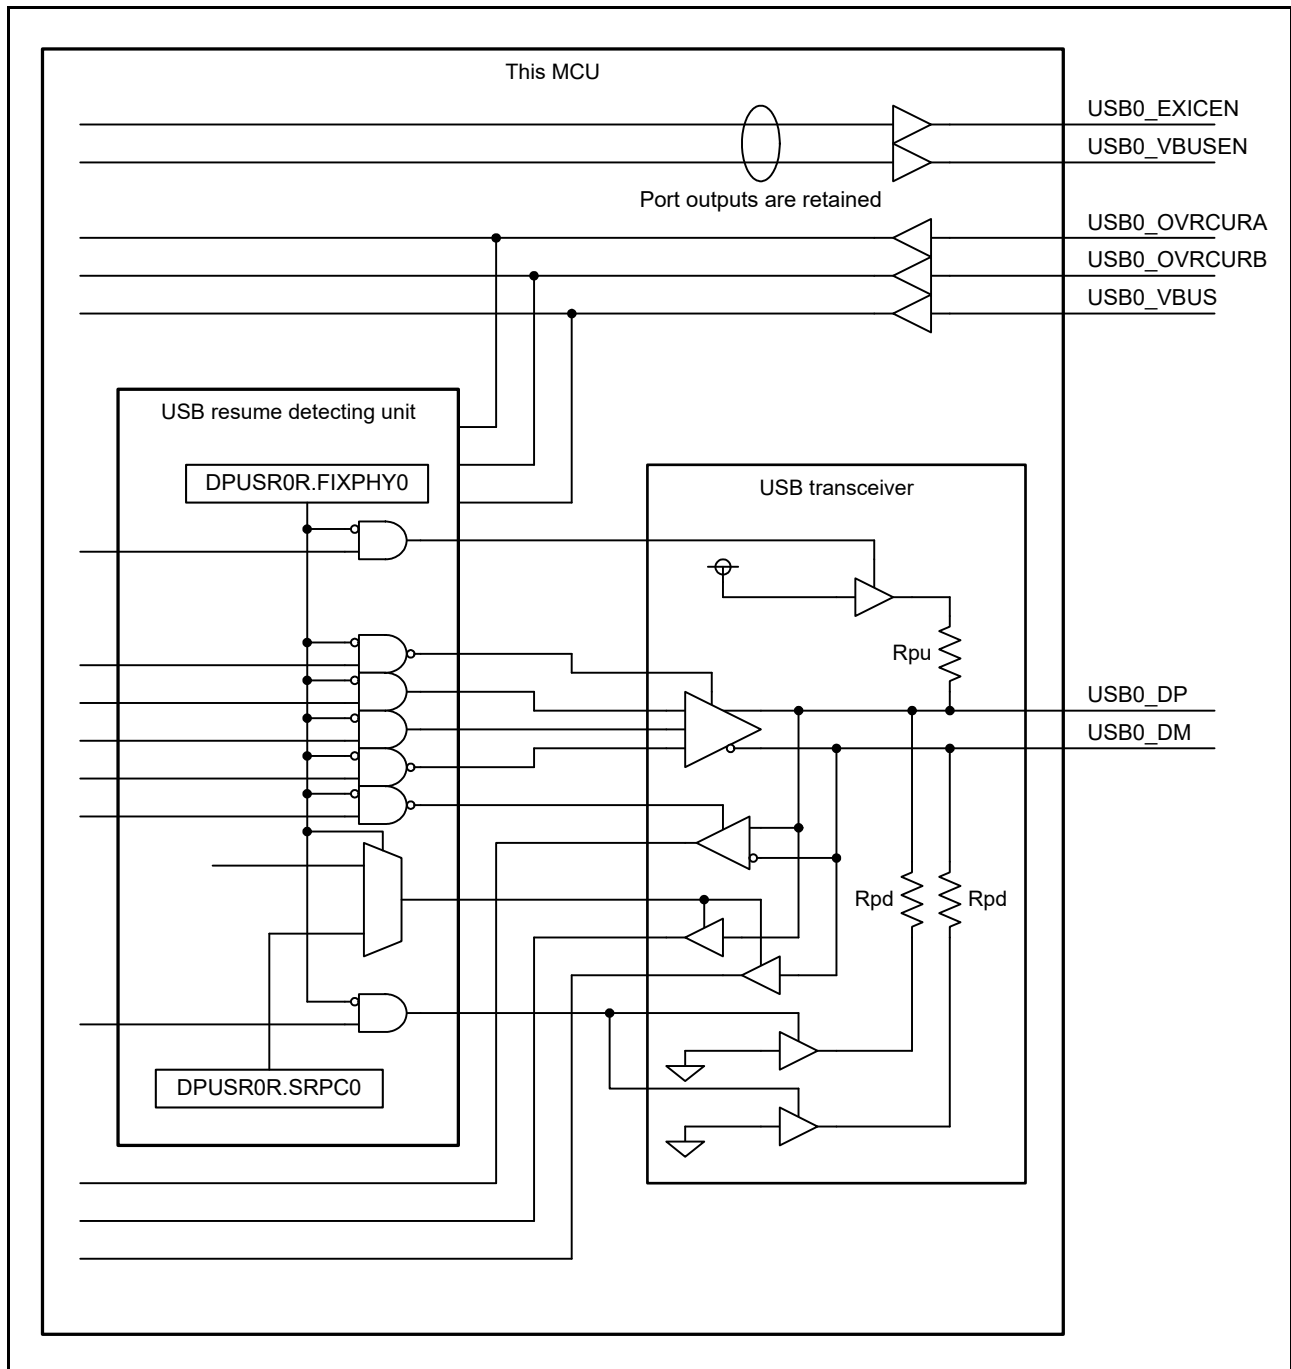 This MCU
USB0_EXICEN
USB0_VBUSEN
Port outputs are retained
USB0_OVRCURA
USB0_OVRCURB
USB0_VBUS
USB resume detecting unit
DPUSR0R.FIXPHY0
USB transceiver
Rpu
USB0_DP
USB0_DM
Rpd Rpd
DPUSR0R.SRPC0